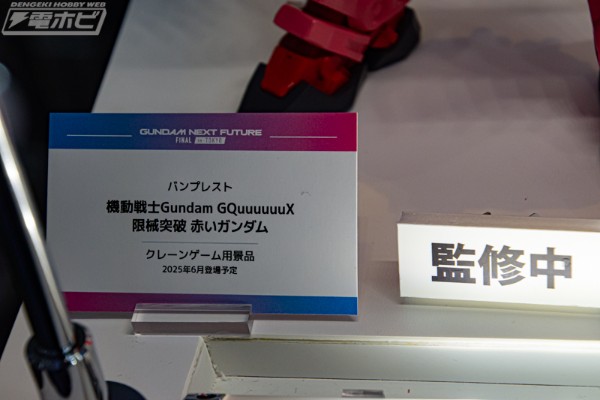 DENGEKI HOBBY WEB
電ホビ
GUNDAM NEXT FUTURE
FINAL in TOKYO
バンプレスト
機動戦士Gundam GQuuuuuuX
限械突破 赤いガンダム
クレーンゲーム用景品
2025年6月登場予定
監修中